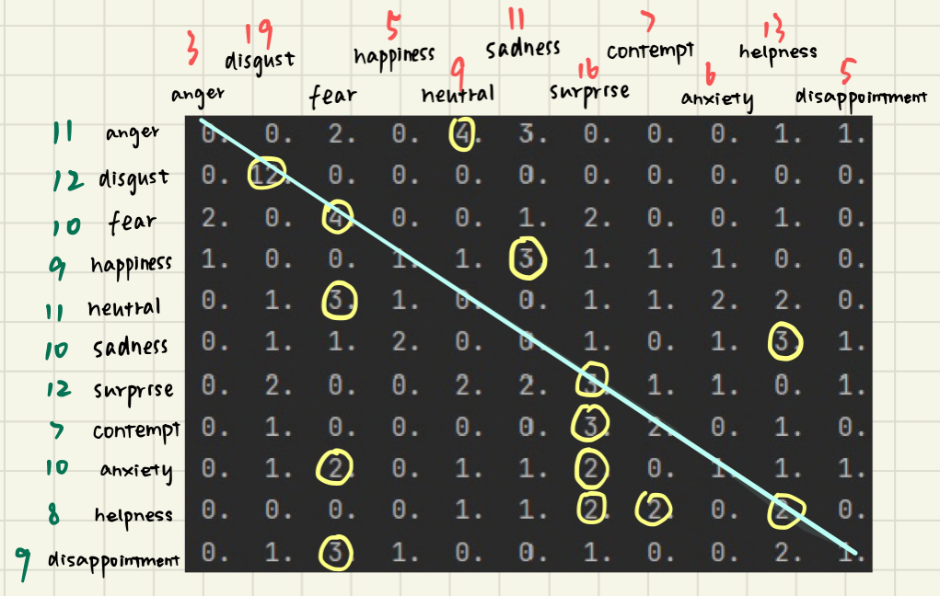 3 19 5 9 11 16 7 6 13 5
disgust happiness sadness contempt helpness
anger fear neutral surprise anxiety disappointment
11 anger 0. 0. 2. 0. 4. 3. 0. 0. 0. 1. 1.
12 disgust 0. 12. 0. 0. 0. 0. 0. 0. 0. 0. 0.
10 fear 2. 0. 4. 0. 0. 1. 2. 0. 0. 1. 0.
9 happiness 1. 0. 0. 1. 1. 3. 1. 1. 1. 0. 0.
11 neutral 0. 1. 3. 1. 0. 0. 1. 1. 2. 2. 0.
10 sadness 0. 1. 1. 2. 0. 0. 1. 0. 1. 3. 1.
12 surprise 0. 2. 0. 0. 2. 2. 3. 1. 1. 0. 1.
7 contempt 0. 1. 0. 0. 0. 0. 3. 2. 0. 1. 0.
10 anxiety 0. 1. 2. 0. 1. 1. 2. 0. 1. 1. 1.
8 helpness 0. 0. 0. 0. 1. 1. 2. 2. 0. 2. 0.
9 disappointment 0. 1. 3. 1. 0. 0. 1. 0. 0. 2. 1.